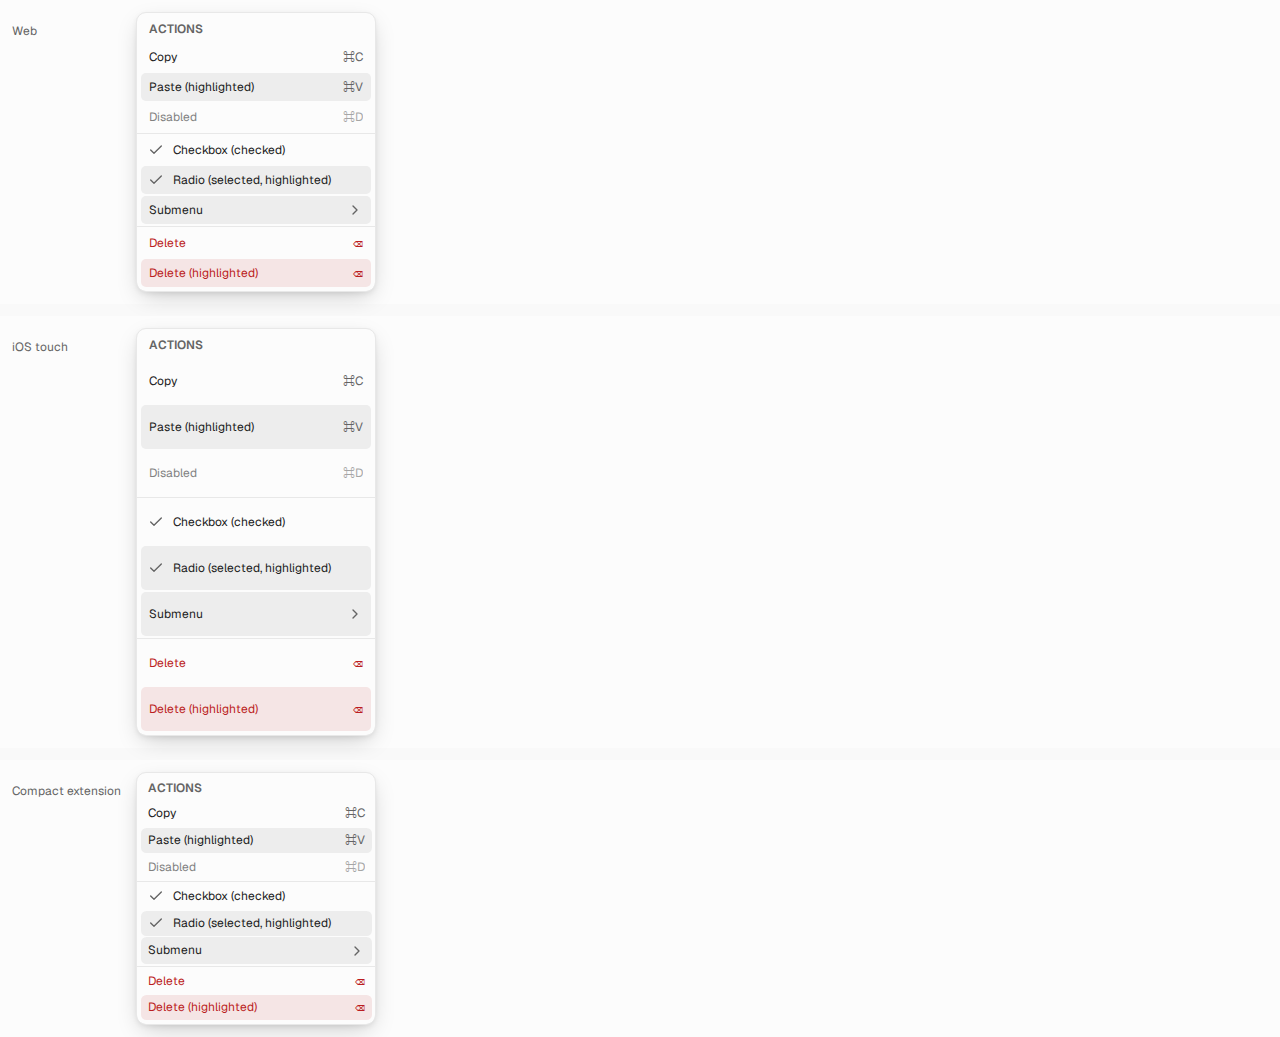 Web
ACTIONS
Copy ⌘C
Paste (highlighted) ⌘V
Disabled ⌘D
Checkbox (checked)
Radio (selected, highlighted)
Submenu
Delete ⌫
Delete (highlighted) ⌫
iOS touch
ACTIONS
Copy ⌘C
Paste (highlighted) ⌘V
Disabled ⌘D
Checkbox (checked)
Radio (selected, highlighted)
Submenu
Delete ⌫
Delete (highlighted) ⌫
Compact extension
ACTIONS
Copy ⌘C
Paste (highlighted) ⌘V
Disabled ⌘D
Checkbox (checked)
Radio (selected, highlighted)
Submenu
Delete ⌫
Delete (highlighted) ⌫